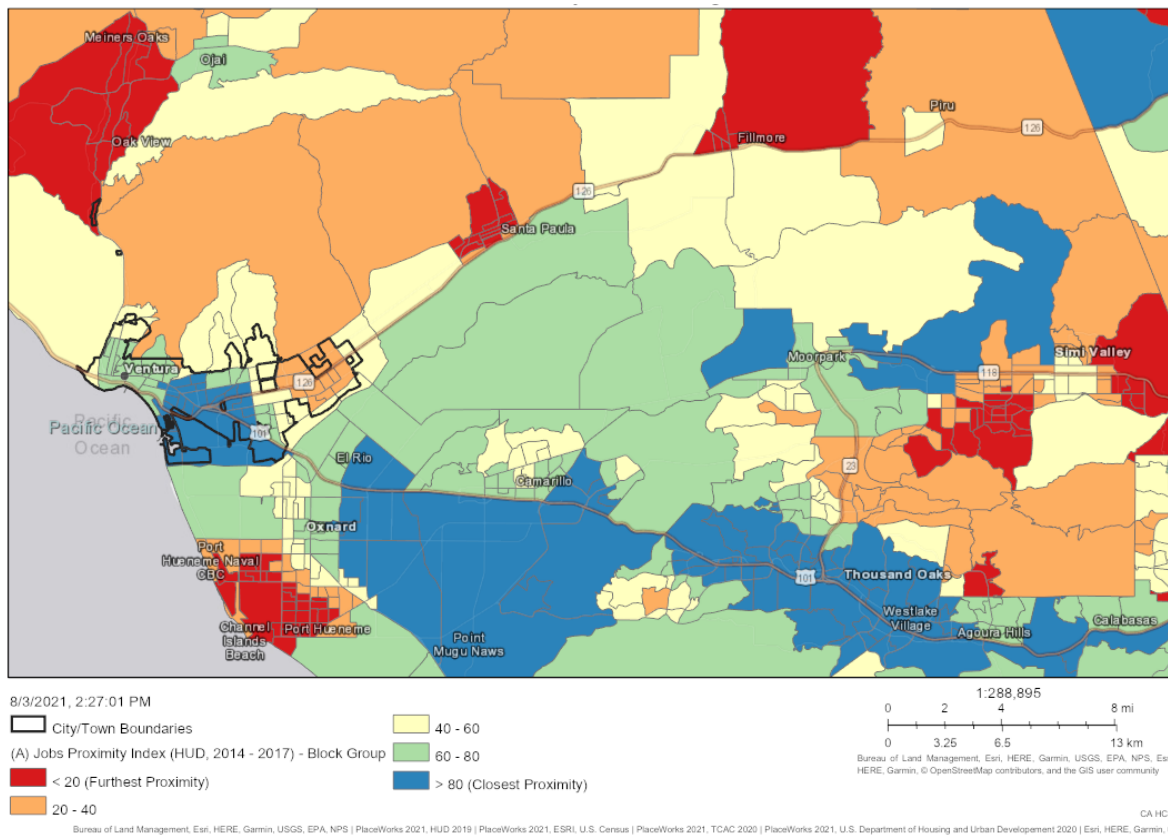 Meiners Oaks
Ojai
Oak View
Piru
126
Fillmore
126
Santa Paula
Moorpark
118
Simi Valley
Ventura
126
Pacific Ocean
Pacific
Ocean
101
El Rio
Camarillo
23
Oxnard
Port
Hueneme Naval
CBC
101
Thousand Oaks
Westlake
Village
Channel
Islands
Beach
Port Hueneme
Point
Mugu Naws
Agoura Hills
Calabasas
8/3/2021, 2:27:01 PM
City/Town Boundaries
(A) Jobs Proximity Index (HUD, 2014 - 2017) - Block Group
< 20 (Furthest Proximity)
20 - 40
40 - 60
60 - 80
> 80 (Closest Proximity)
1:288,895
0 2 4 8 mi
0 3.25 6.5 13 km
Bureau of Land Management, Esri, HERE, Garmin, USGS, EPA, NPS, Esri
HERE, Garmin, © OpenStreetMap contributors, and the GIS user community
CA HC
Bureau of Land Management, Esri, HERE, Garmin, USGS, EPA, NPS | PlaceWorks 2021, HUD 2019 | PlaceWorks 2021, ESRI, U.S. Census | PlaceWorks 2021, TCAC 2020 | PlaceWorks 2021, U.S. Department of Housing and Urban Developement 2020 | Esri, HERE, Garmin,